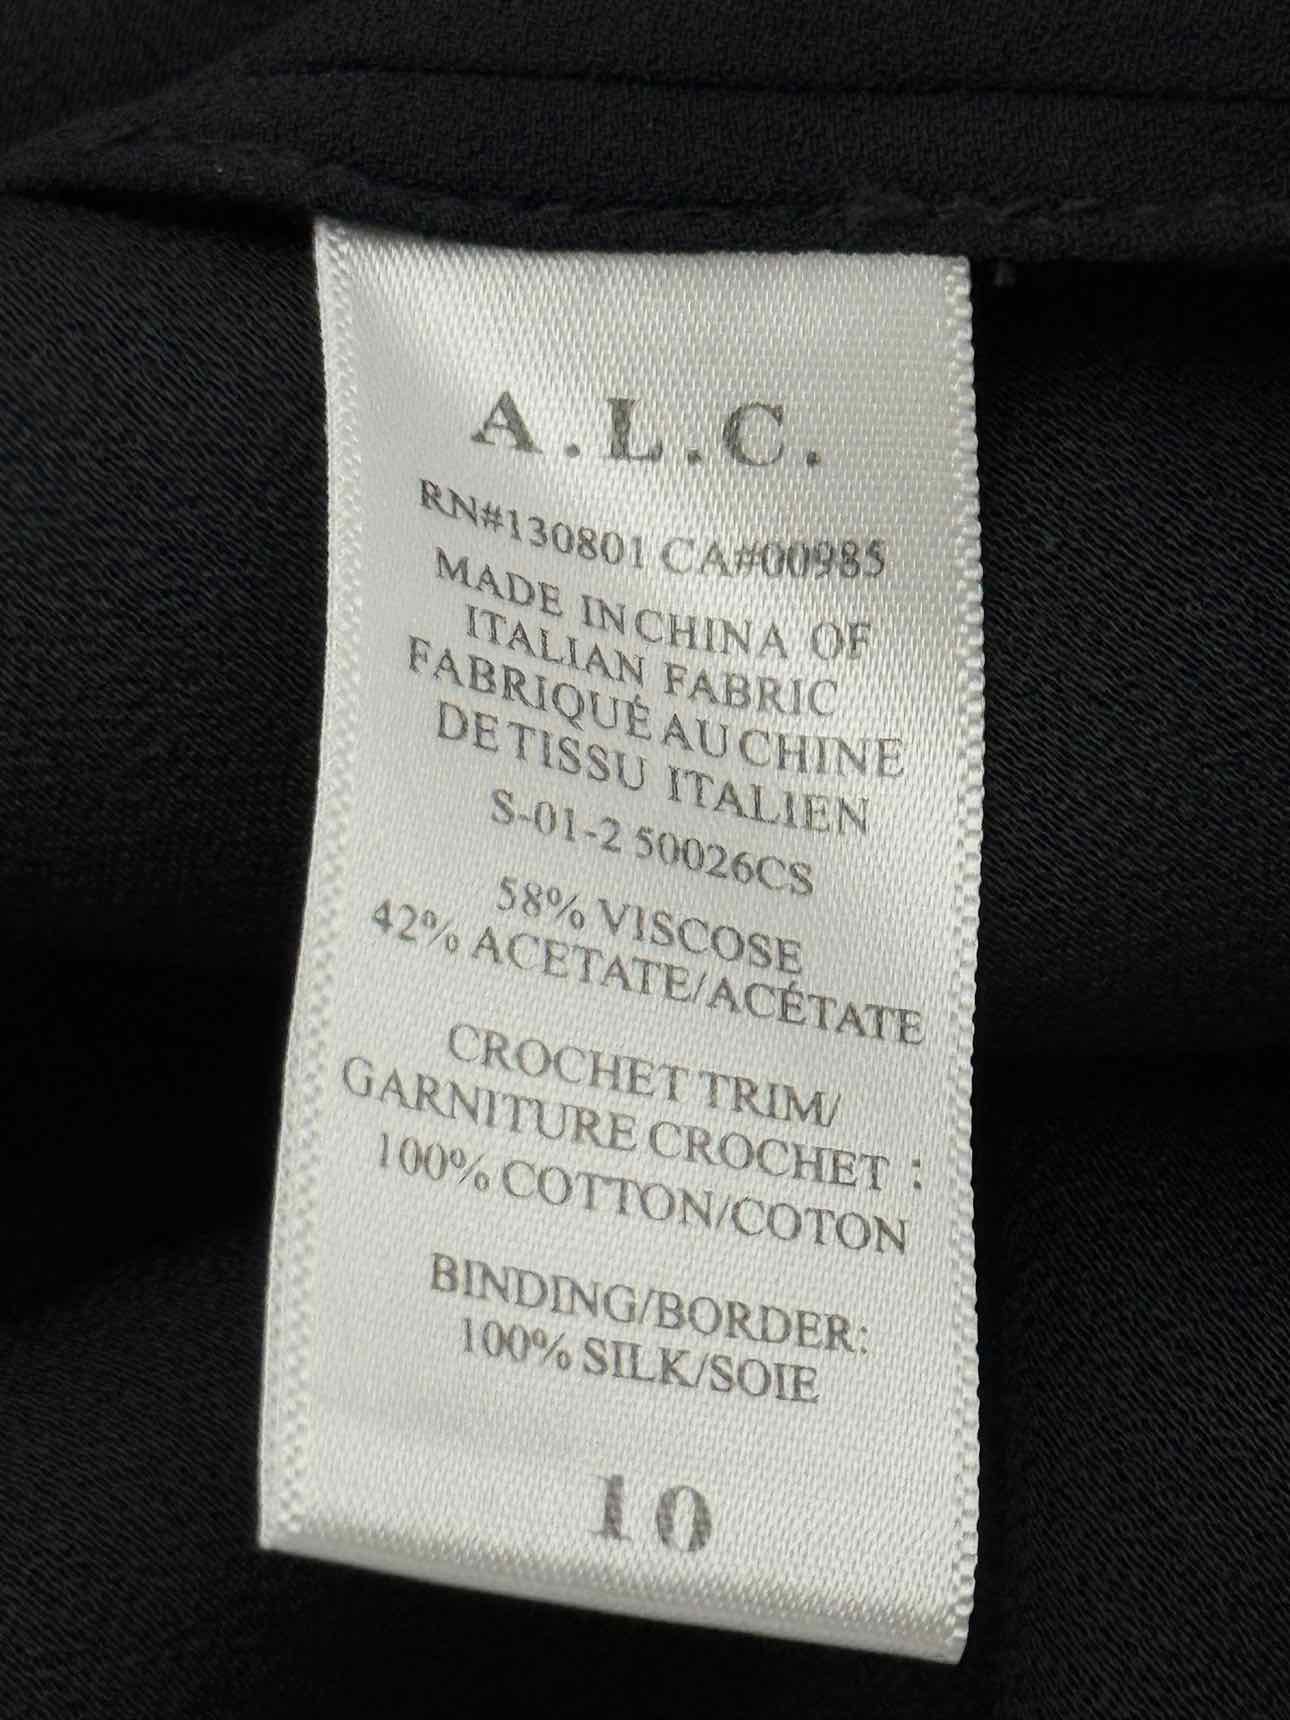 A.L.C.
RN#130801 CA#00985
MADE IN CHINA OF
ITALIAN FABRIC
FABRIQUÉ AU CHINE
DE TISSU ITALIEN
S-01-2 50026CS
58% VISCOSE
42% ACETATE/ACÉTATE
CROCHET TRIM/
GARNITURE CROCHET :
100% COTTON/COTON
BINDING/BORDER:
100% SILK/SOIE
10